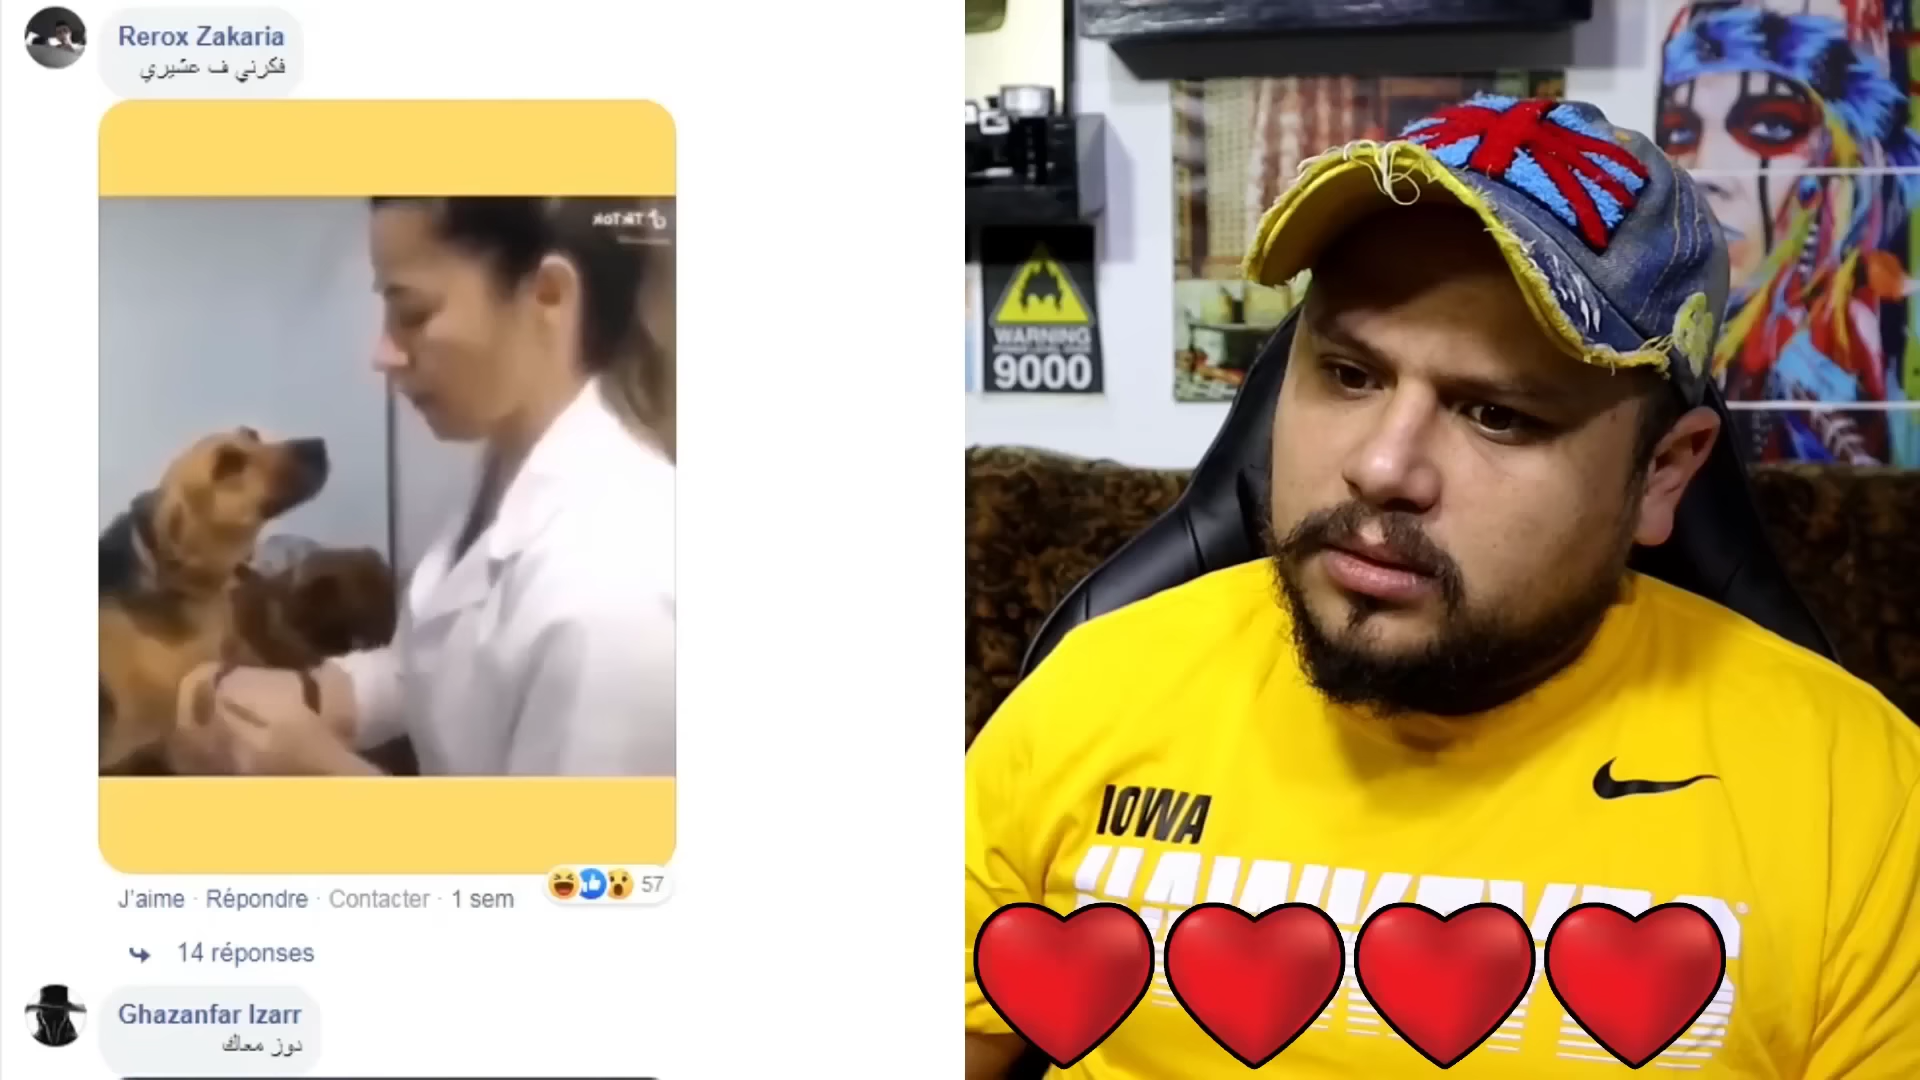 Rerox Zakaria
فكرني ف عشيري
TikTok
J'aime · Répondre · Contacter · 1 sem
57
14 réponses
Ghazanfar Izarr
دوز معاك
WARNING
9000
IOWA
HAWKEYES